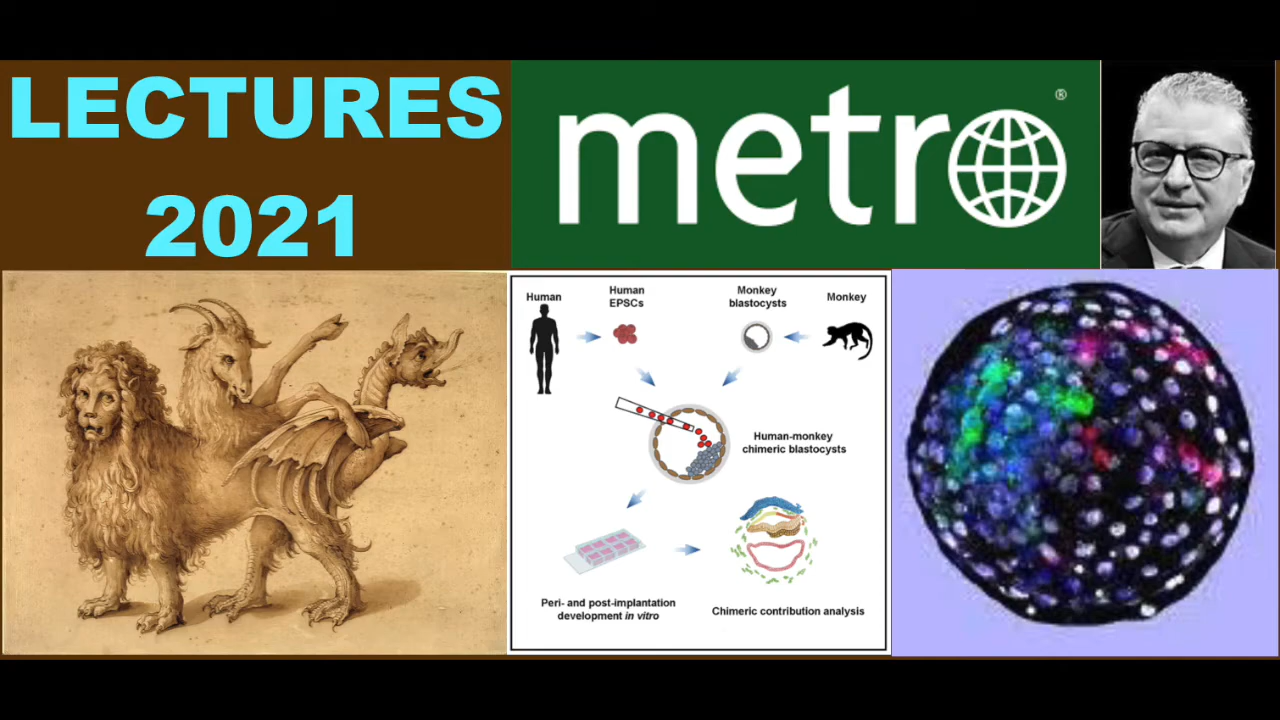 LECTURES
2021
metro
®
Human
Human
EPSCs
Monkey
blastocysts
Monkey
Human-monkey
chimeric blastocysts
Peri- and post-implantation
development in vitro
Chimeric contribution analysis